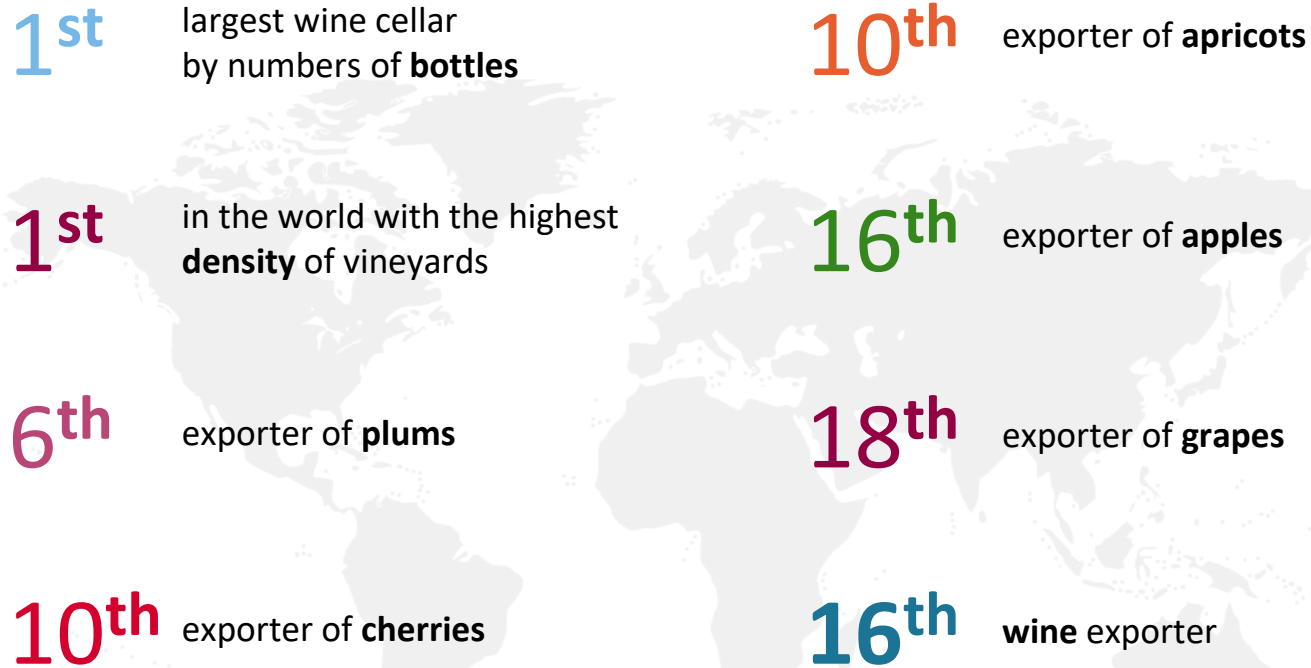 1st
largest wine cellar
by numbers of bottles
1st
in the world with the highest
density of vineyards
6th
exporter of plums
10th
exporter of cherries
10th
exporter of apricots
16th
exporter of apples
18th
exporter of grapes
16th
wine exporter